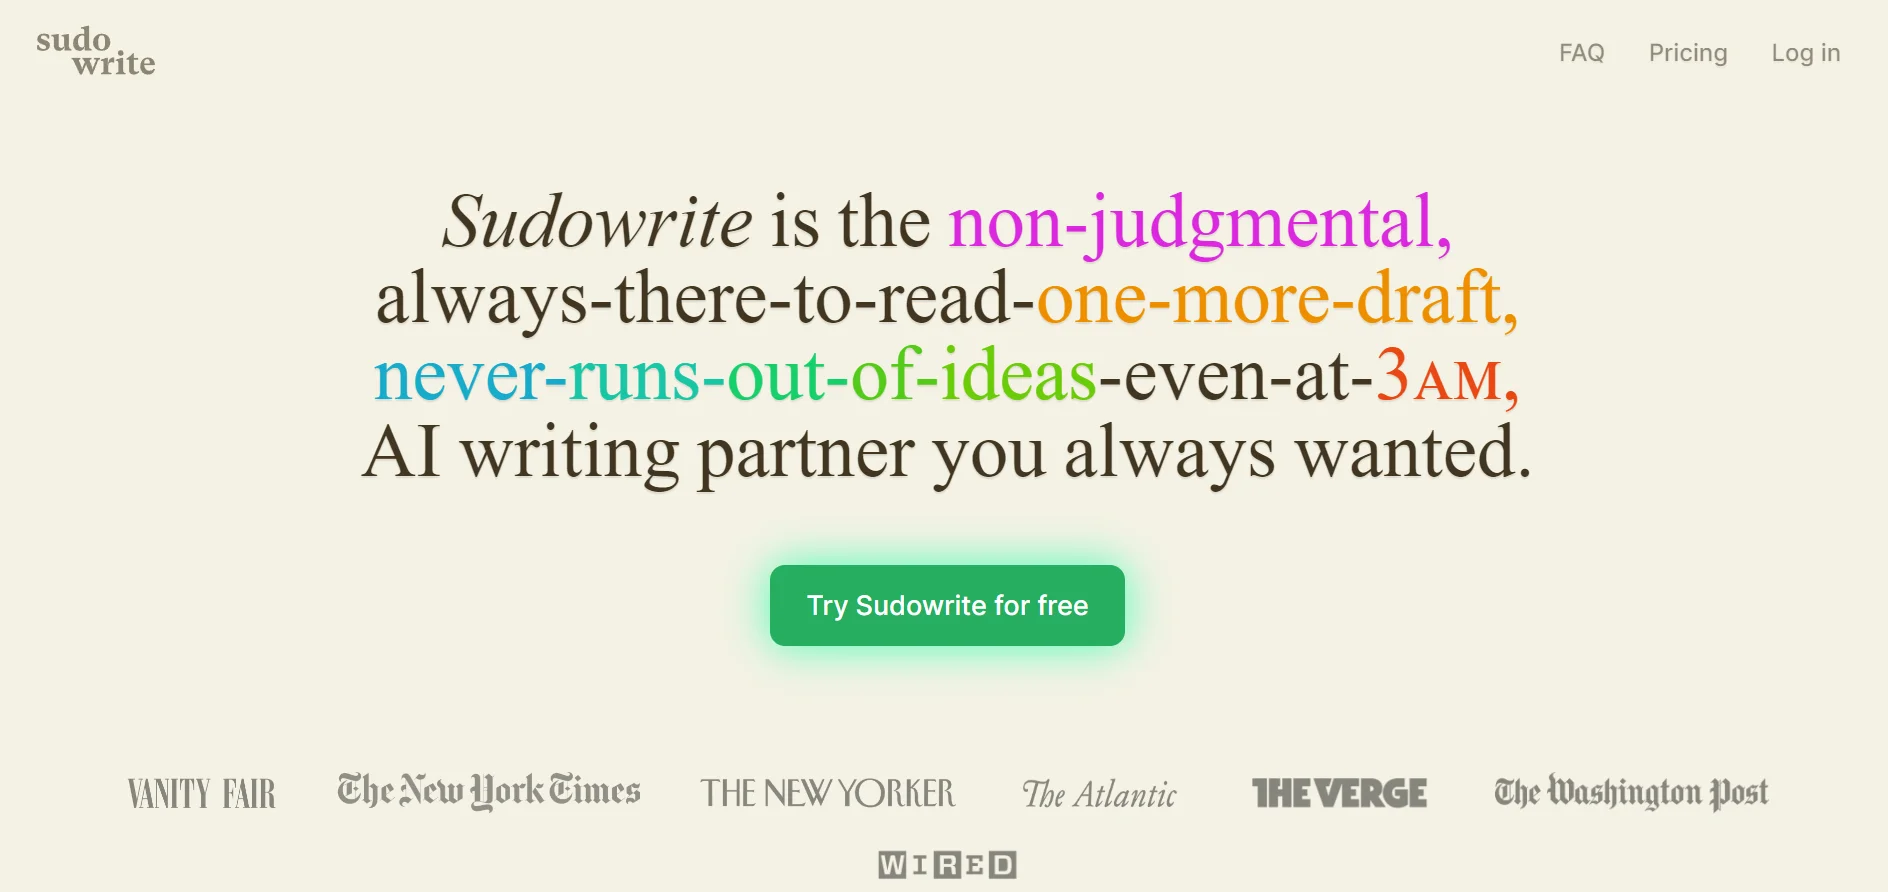 sudo
write
FAQ Pricing Log in
Sudowrite is the non-judgmental,
always-there-to-read-one-more-draft,
never-runs-out-of-ideas-even-at-3AM,
AI writing partner you always wanted.
Try Sudowrite for free
VANITY FAIR The New York Times THE NEW YORKER The Atlantic THE VERGE The Washington Post
WIRED